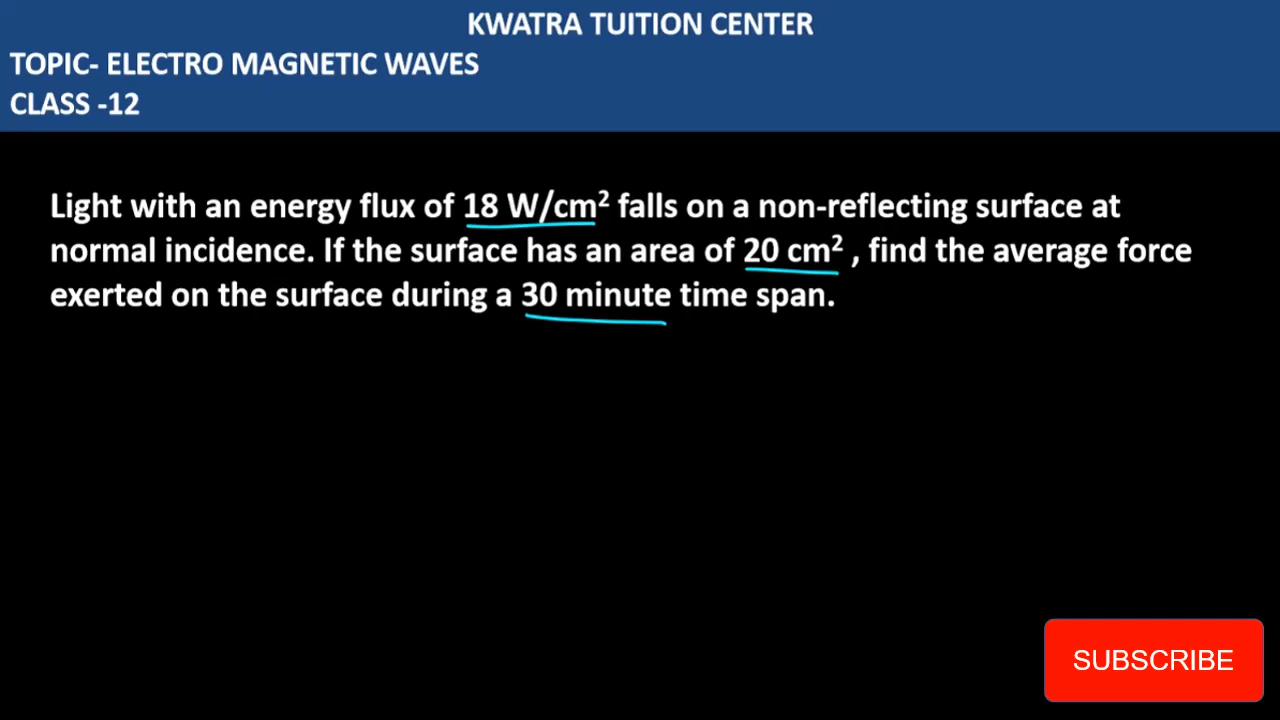 KWATRA TUITION CENTER
TOPIC- ELECTRO MAGNETIC WAVES
CLASS -12
Light with an energy flux of 18 W/cm² falls on a non-reflecting surface at
normal incidence. If the surface has an area of 20 cm² , find the average force
exerted on the surface during a 30 minute time span.
SUBSCRIBE